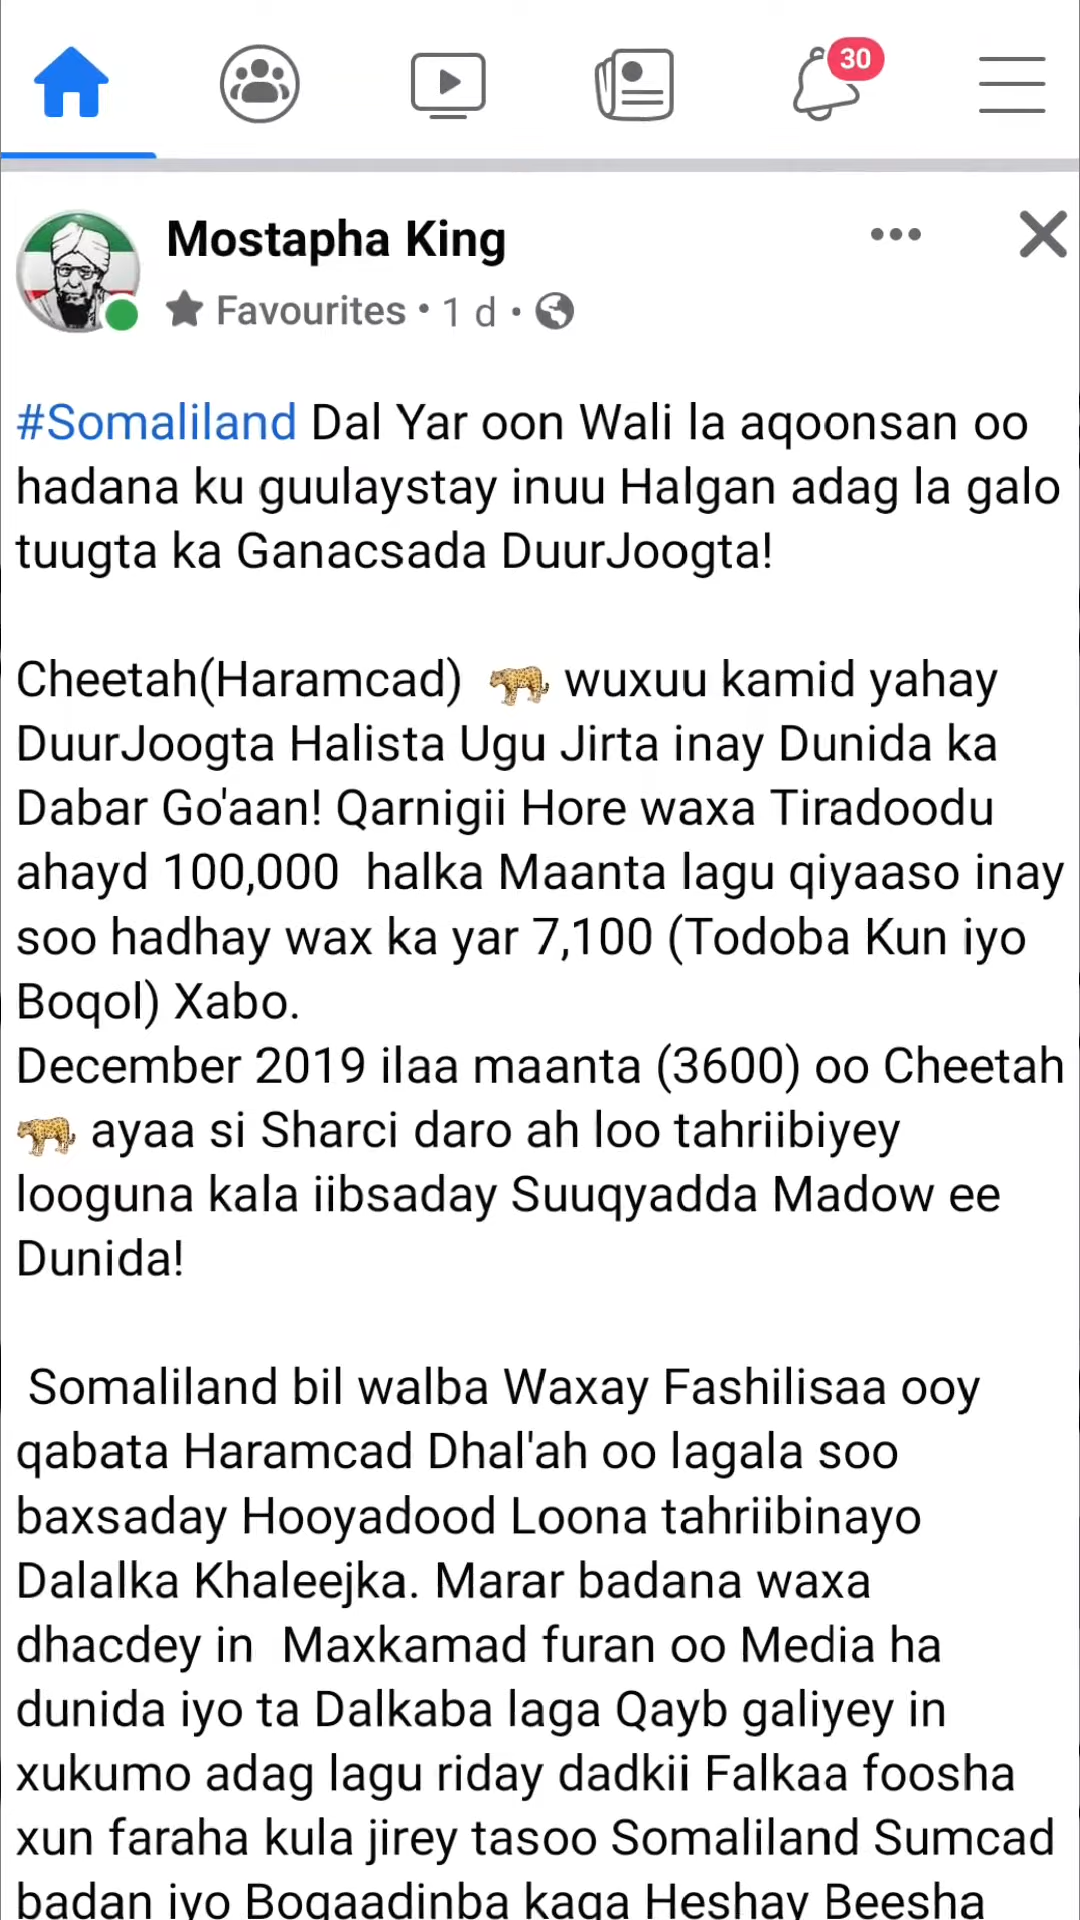 30
Mostapha King
Favourites • 1 d •
#Somaliland Dal Yar oon Wali la aqoonsan oo
hadana ku guulaystay inuu Halgan adag la galo
tuugta ka Ganacsada DuurJoogta!
Cheetah(Haramcad) 🐆 wuxuu kamid yahay
DuurJoogta Halista Ugu Jirta inay Dunida ka
Dabar Go'aan! Qarnigii Hore waxa Tiradoodu
ahayd 100,000 halka Maanta lagu qiyaaso inay
soo hadhay wax ka yar 7,100 (Todoba Kun iyo
Boqol) Xabo.
December 2019 ilaa maanta (3600) oo Cheetah
🐆 ayaa si Sharci daro ah loo tahriibiyey
looguna kala iibsaday Suuqyadda Madow ee
Dunida!
Somaliland bil walba Waxay Fashilisaa ooy
qabata Haramcad Dhal'ah oo lagala soo
baxsaday Hooyadood Loona tahriibinayo
Dalalka Khaleejka. Marar badana waxa
dhacdey in Maxkamad furan oo Media ha
dunida iyo ta Dalkaba laga Qayb galiyey in
xukumo adag lagu riday dadkii Falkaa foosha
xun faraha kula jirey tasoo Somaliland Sumcad
badan iyo Bogaadinba kaga Heshay Beesha